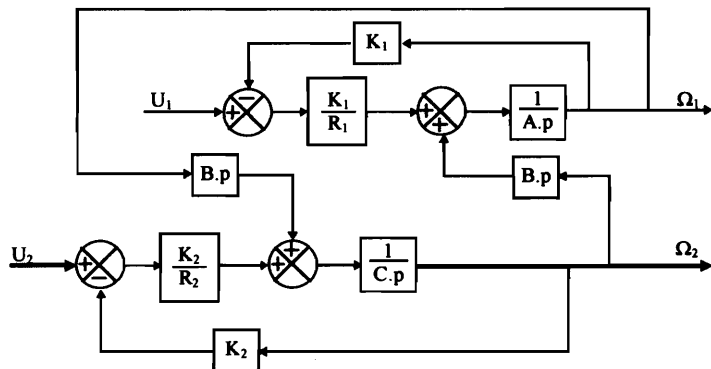 K₁
U₁
K₁
R₁
1
A.p
Ω₁
B.p
B.p
U₂
K₂
R₂
1
C.p
Ω₂
K₂